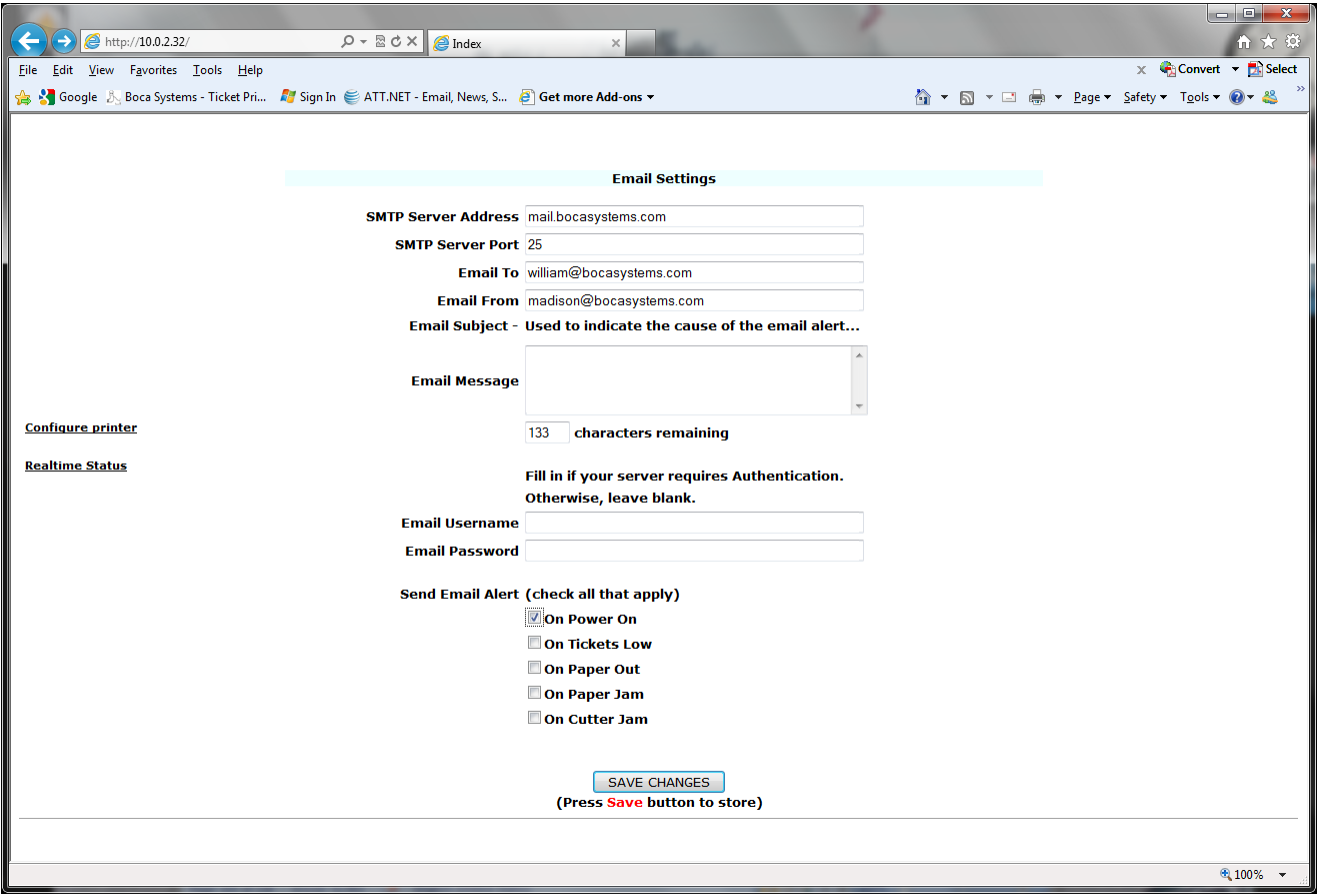 http://10.0.2.32/
Index
File Edit View Favorites Tools Help
Convert Select
Google Boca Systems - Ticket Pri... Sign In ATT.NET - Email, News, S... Get more Add-ons
Page Safety Tools
Email Settings
SMTP Server Address mail.bocasystems.com
SMTP Server Port 25
Email To william@bocasystems.com
Email From madison@bocasystems.com
Email Subject - Used to indicate the cause of the email alert...
Email Message
Configure printer
133 characters remaining
Realtime Status
Fill in if your server requires Authentication.
Otherwise, leave blank.
Email Username
Email Password
Send Email Alert (check all that apply)
On Power On
On Tickets Low
On Paper Out
On Paper Jam
On Cutter Jam
SAVE CHANGES
(Press Save button to store)
100%